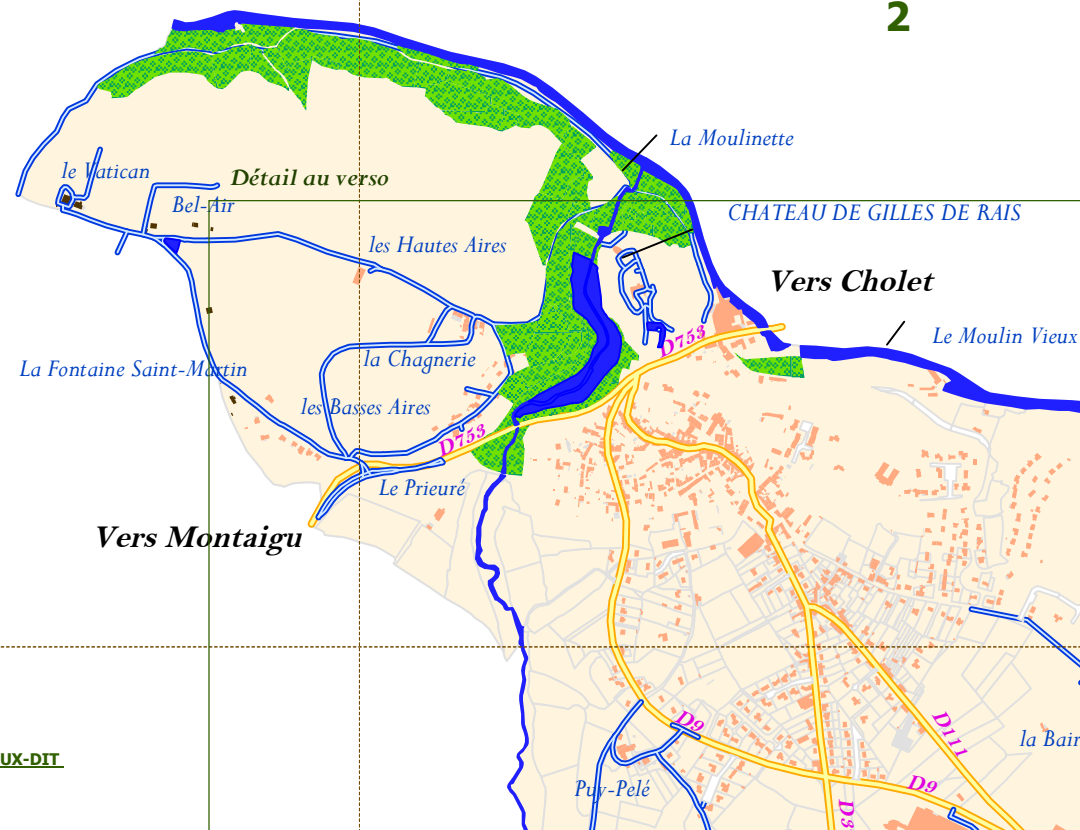 2
La Moulinette
le Vatican
Détail au verso
Bel-Air
CHATEAU DE GILLES DE RAIS
les Hautes Aires
Vers Cholet
Le Moulin Vieux
D753
la Chagnerie
La Fontaine Saint-Martin
les Basses Aires
D753
Le Prieuré
Vers Montaigu
D9
D111
la Bair
UX-DIT
D9
Puy-Pelé
D3